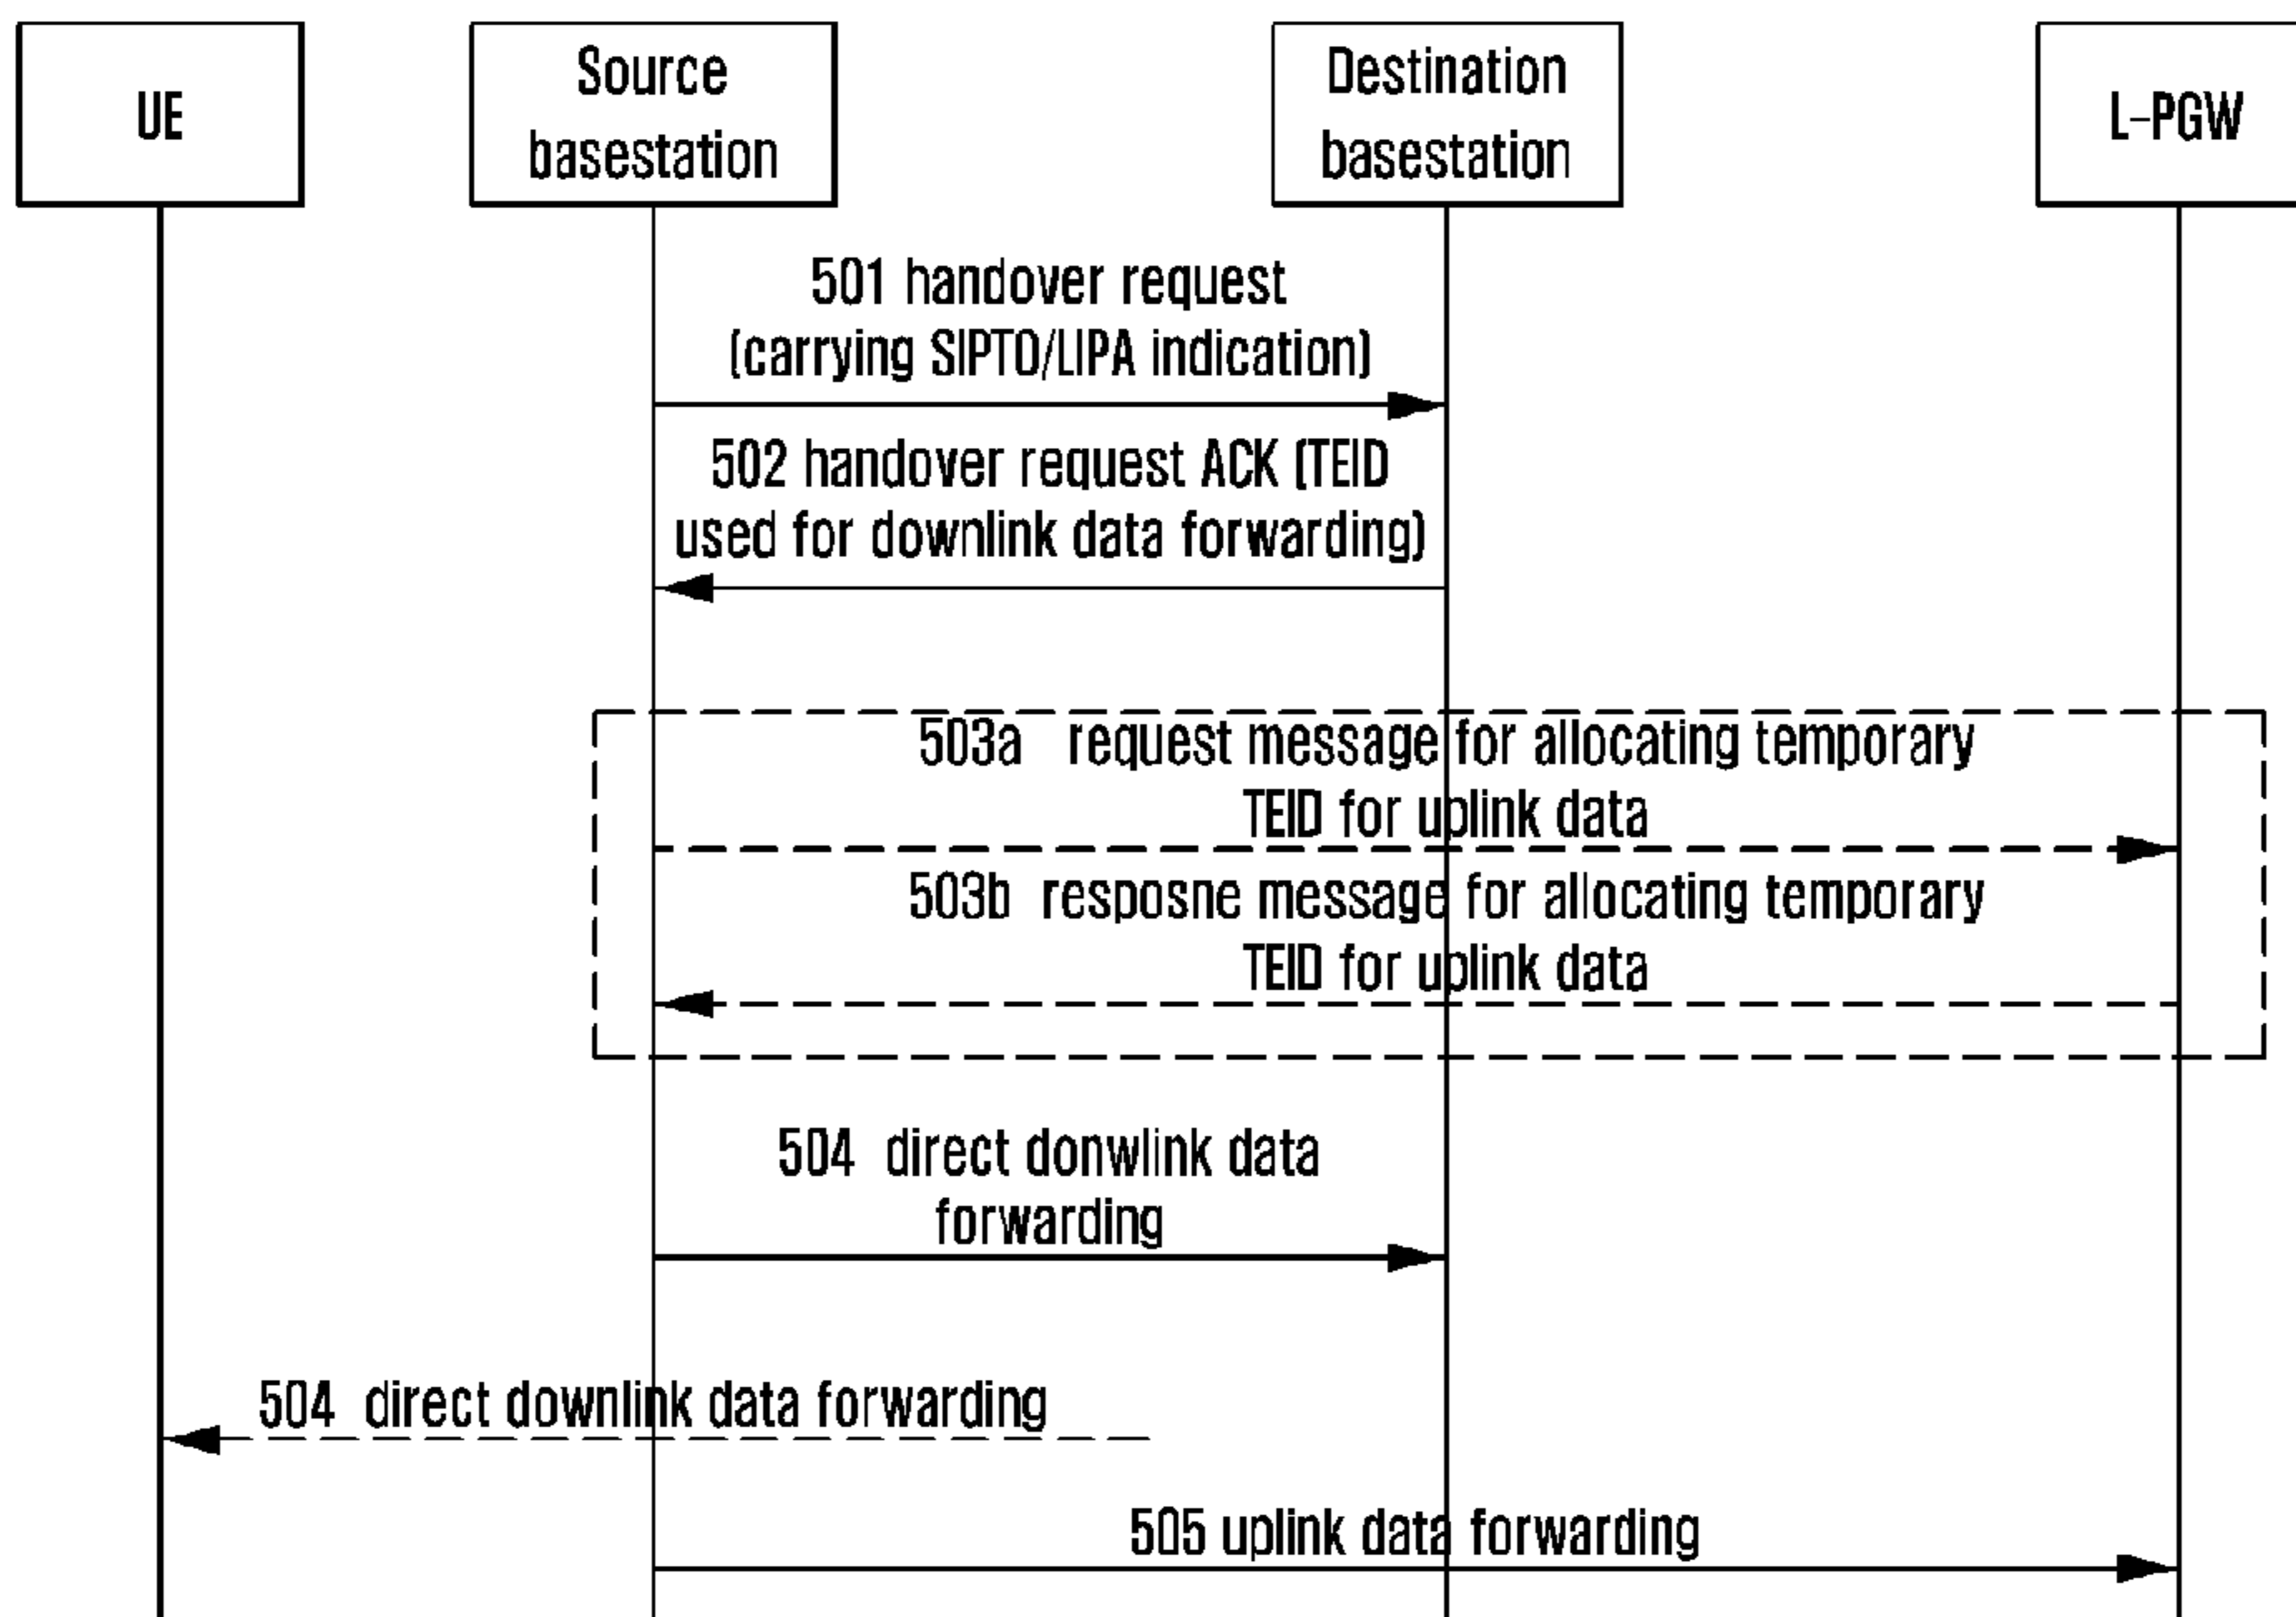 UE
Source
basestation
Destination
basestation
L-PGW
501 handover request
(carrying SIPTO/LIPA indication)
502 handover request ACK (TEID
used for downlink data forwarding)
503a request message for allocating temporary
TEID for uplink data
503b resposne message for allocating temporary
TEID for uplink data
504 direct donwlink data
forwarding
504 direct downlink data forwarding
505 uplink data forwarding